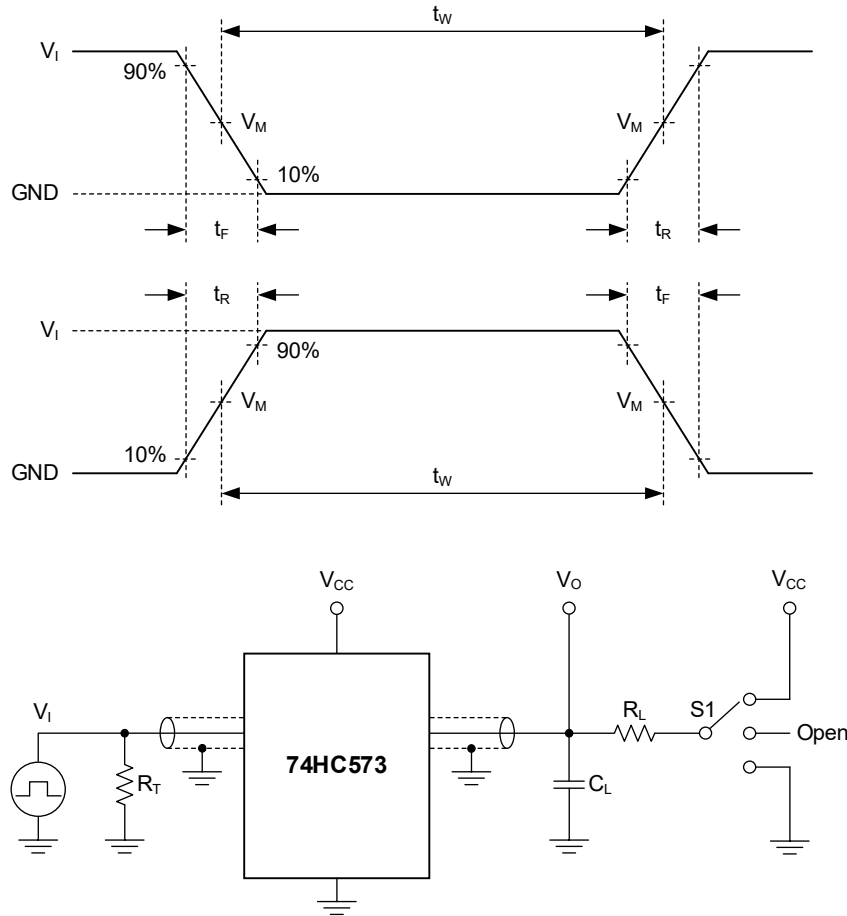 t_W
V_I
90%
V_M V_M
10%
GND
t_F t_R
t_R t_F
V_I
90%
V_M V_M
10%
GND
t_W
V_CC V_O V_CC
V_I
R_L S1
Open
74HC573
R_T C_L